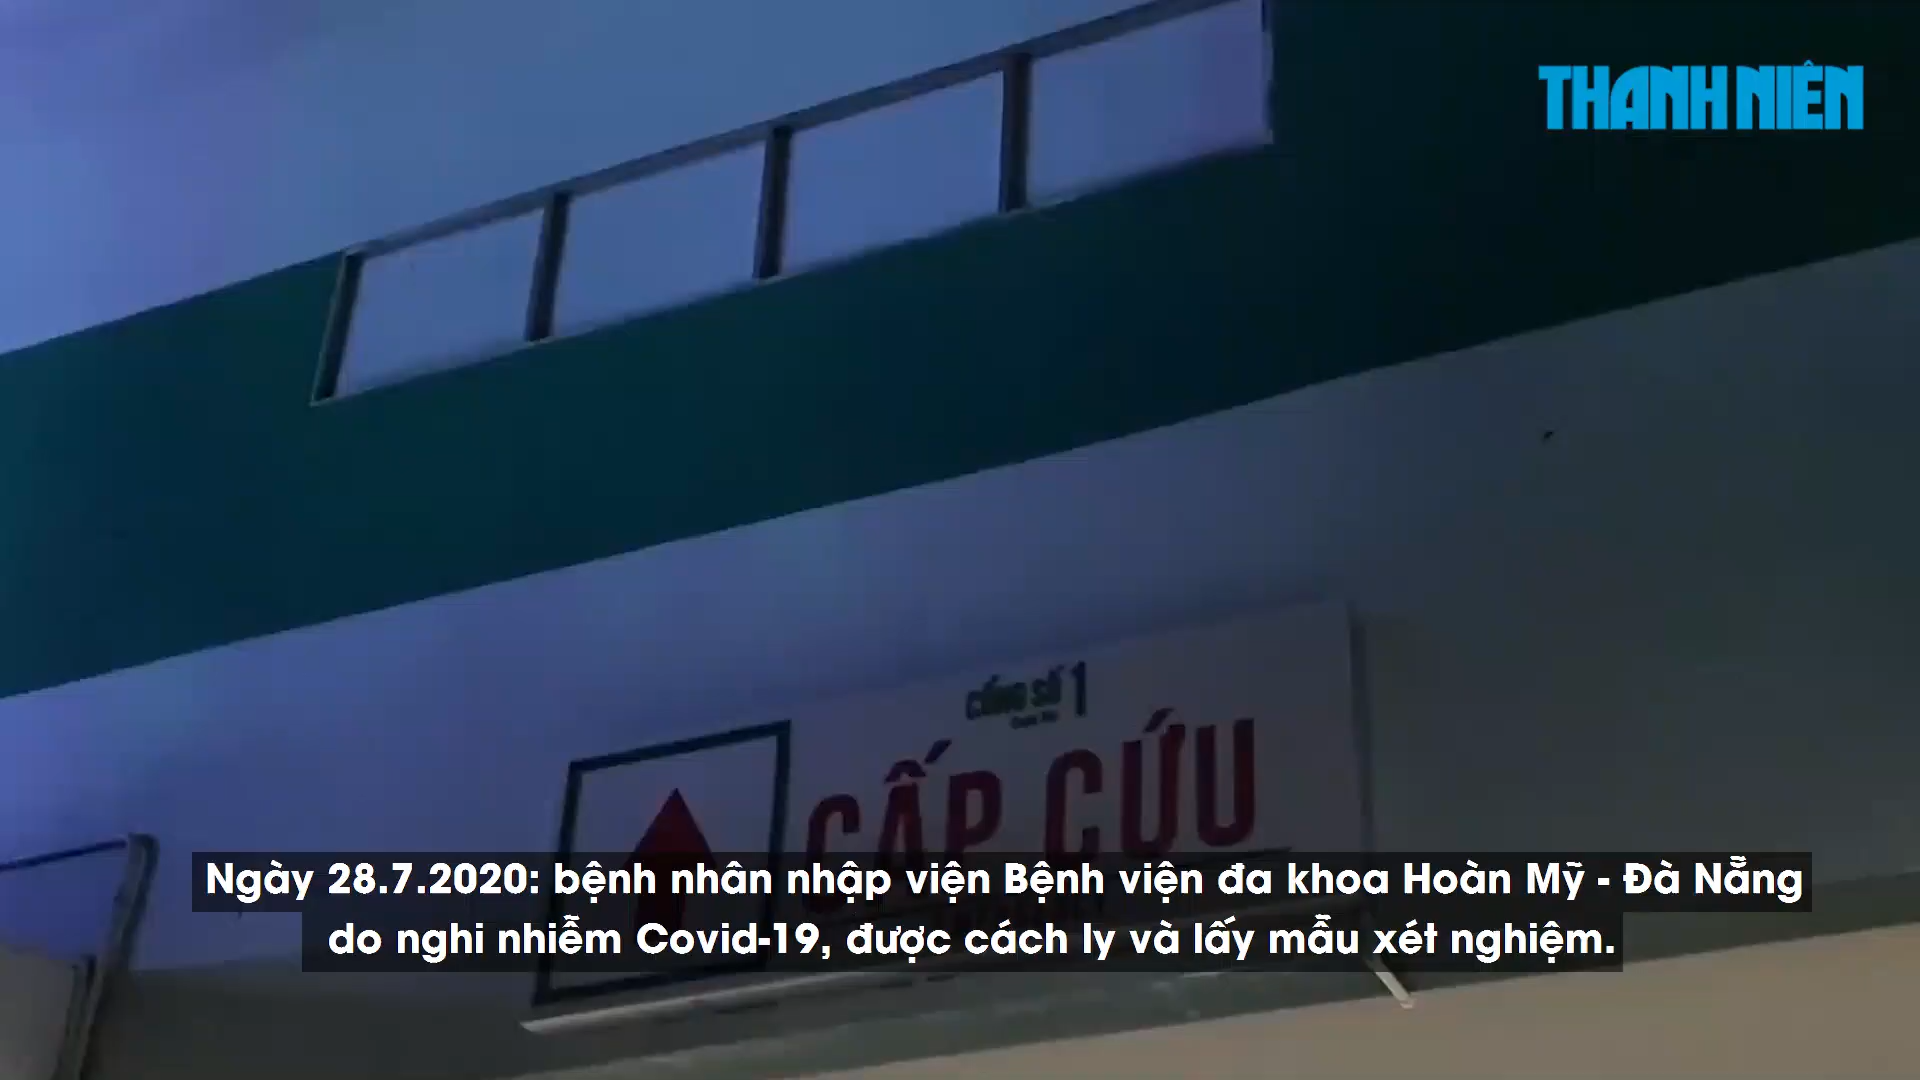 THANH NIÊN
CỔNG SỐ 1
CẤP CỨU
Ngày 28.7.2020: bệnh nhân nhập viện Bệnh viện đa khoa Hoàn Mỹ - Đà Nẵng
do nghi nhiễm Covid-19, được cách ly và lấy mẫu xét nghiệm.